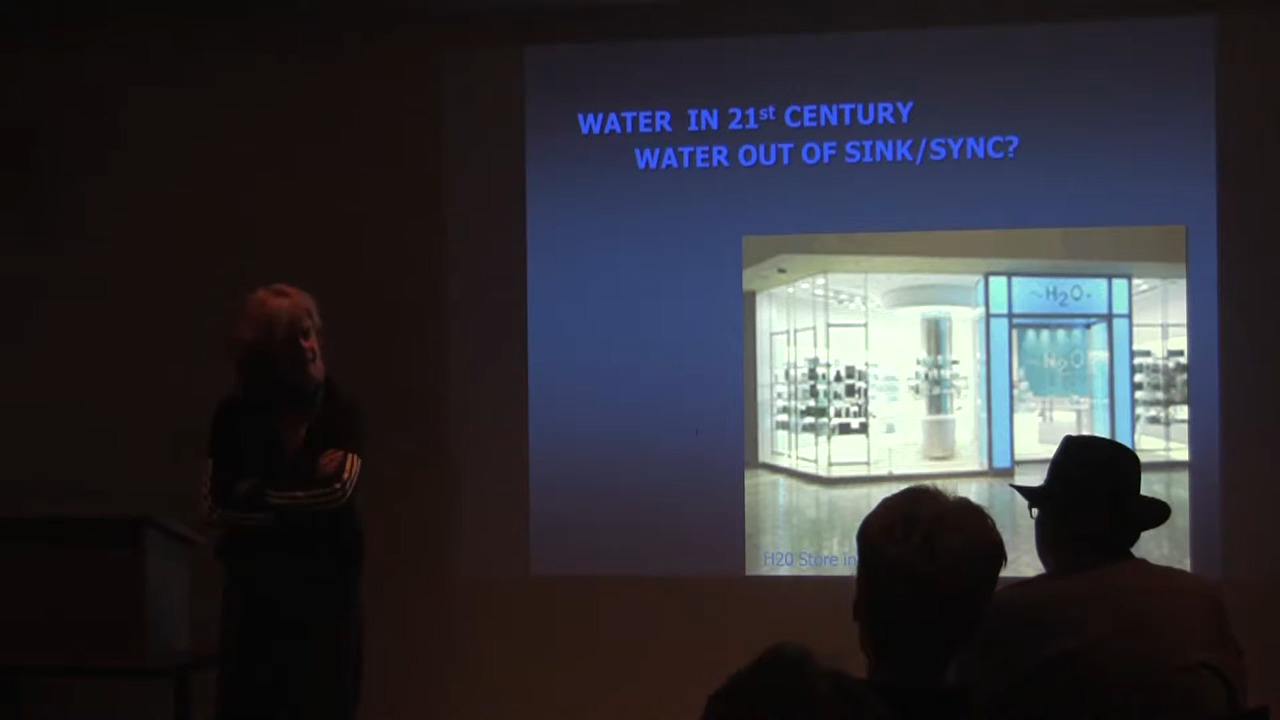 WATER IN 21st CENTURY
WATER OUT OF SINK/SYNC?
~H2O~
H2O
H20 Store in